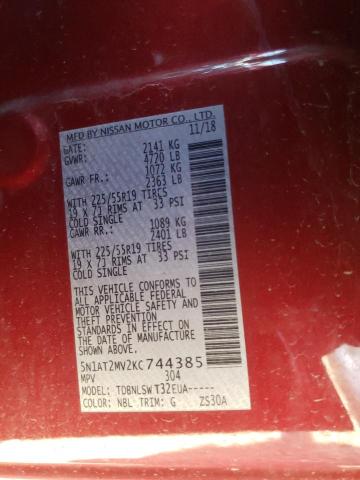 MFD BY NISSAN MOTOR CO., LTD.
11/18
GATE: 2141 KG
GVWR: 4720 LB
1072 KG
GAWR FR.: 2363 LB
WITH 225/55R19 TIRES
19 X 7J RIMS AT 33 PSI
COLD SINGLE
1089 KG
GAWR RR.: 2401 LB
WITH 225/55R19 TIRES
19 X 7J RIMS AT 33 PSI
COLD SINGLE
THIS VEHICLE CONFORMS TO
ALL APPLICABLE FEDERAL
MOTOR VEHICLE SAFETY AND
THEFT PREVENTION
STANDARDS IN EFFECT ON
THE DATE OF MANUFACTURE
SHOWN ABOVE.
5N1AT2MV2KC744385
MPV 304
MODEL: TDBNLSW T32EUA-----
COLOR: NBL TRIM: G ZS30A